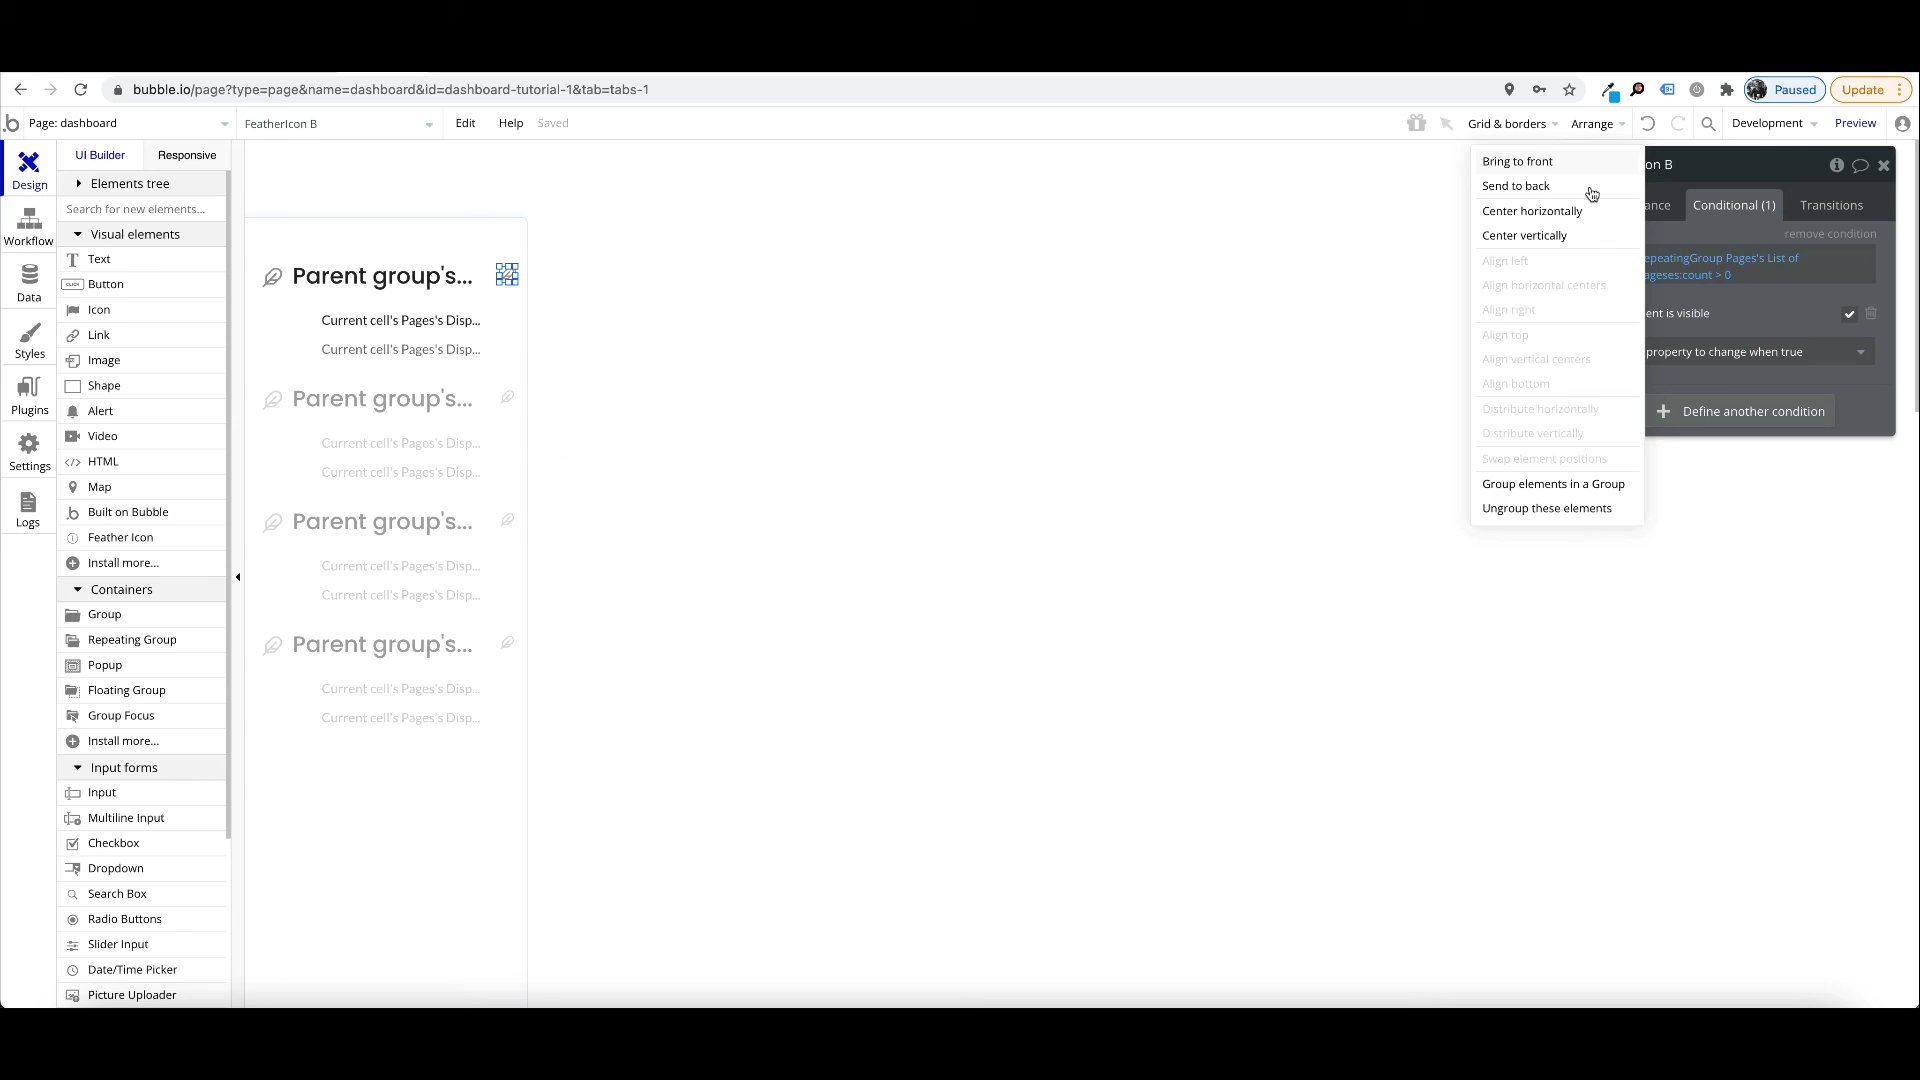 bubble.io/page?type=page&name=dashboard&id=dashboard-tutorial-1&tab=tabs-1
Paused
Update
Page: dashboard
FeatherIcon B
Edit
Help
Saved
Grid & borders
Arrange
Development
Preview
Design
Workflow
Data
Styles
Plugins
Settings
Logs
UI Builder
Responsive
Elements tree
Search for new elements...
Visual elements
Text
Button
Icon
Link
Image
Shape
Alert
Video
HTML
Map
Built on Bubble
Feather Icon
Install more...
Containers
Group
Repeating Group
Popup
Floating Group
Group Focus
Install more...
Input forms
Input
Multiline Input
Checkbox
Dropdown
Search Box
Radio Buttons
Slider Input
Date/Time Picker
Picture Uploader
Parent group's...
Current cell's Pages's Disp...
Current cell's Pages's Disp...
Parent group's...
Current cell's Pages's Disp...
Current cell's Pages's Disp...
Parent group's...
Current cell's Pages's Disp...
Current cell's Pages's Disp...
Parent group's...
Current cell's Pages's Disp...
Current cell's Pages's Disp...
Bring to front
Send to back
Center horizontally
Center vertically
Align left
Align horizontal centers
Align right
Align top
Align vertical centers
Align bottom
Distribute horizontally
Distribute vertically
Swap element positions
Group elements in a Group
Ungroup these elements
on B
ance
Conditional (1)
Transitions
remove condition
epeatingGroup Pages's List of
ageses:count > 0
ent is visible
property to change when true
Define another condition